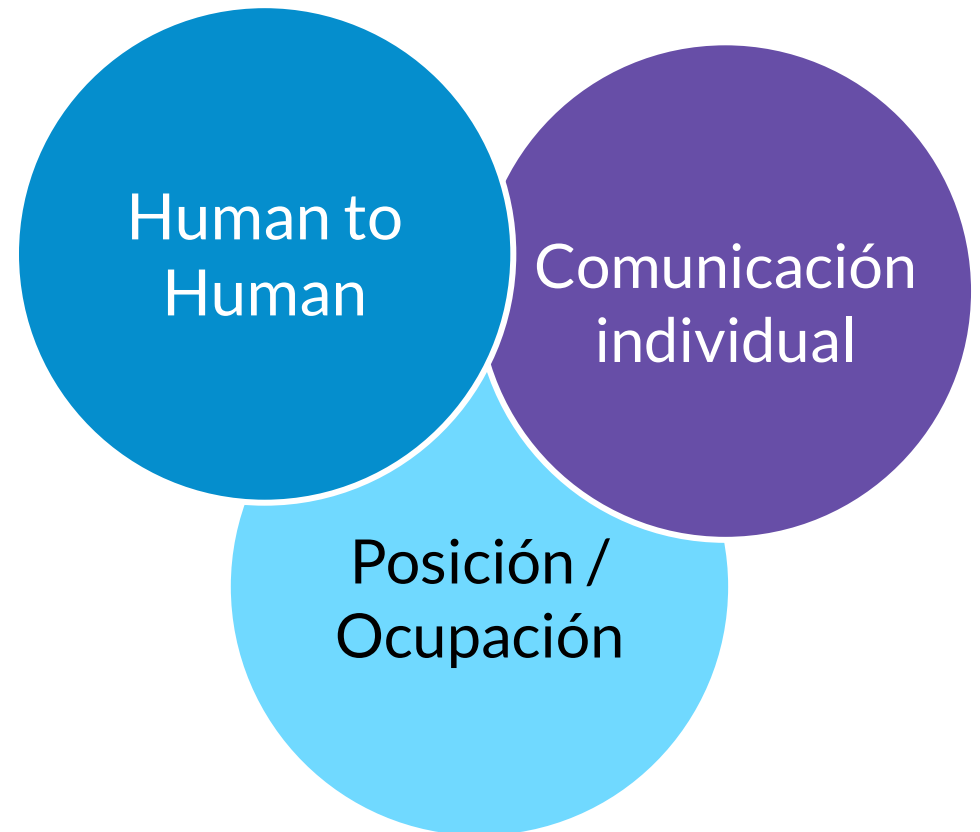 Human to
Human
Comunicación
individual
Posición /
Ocupación